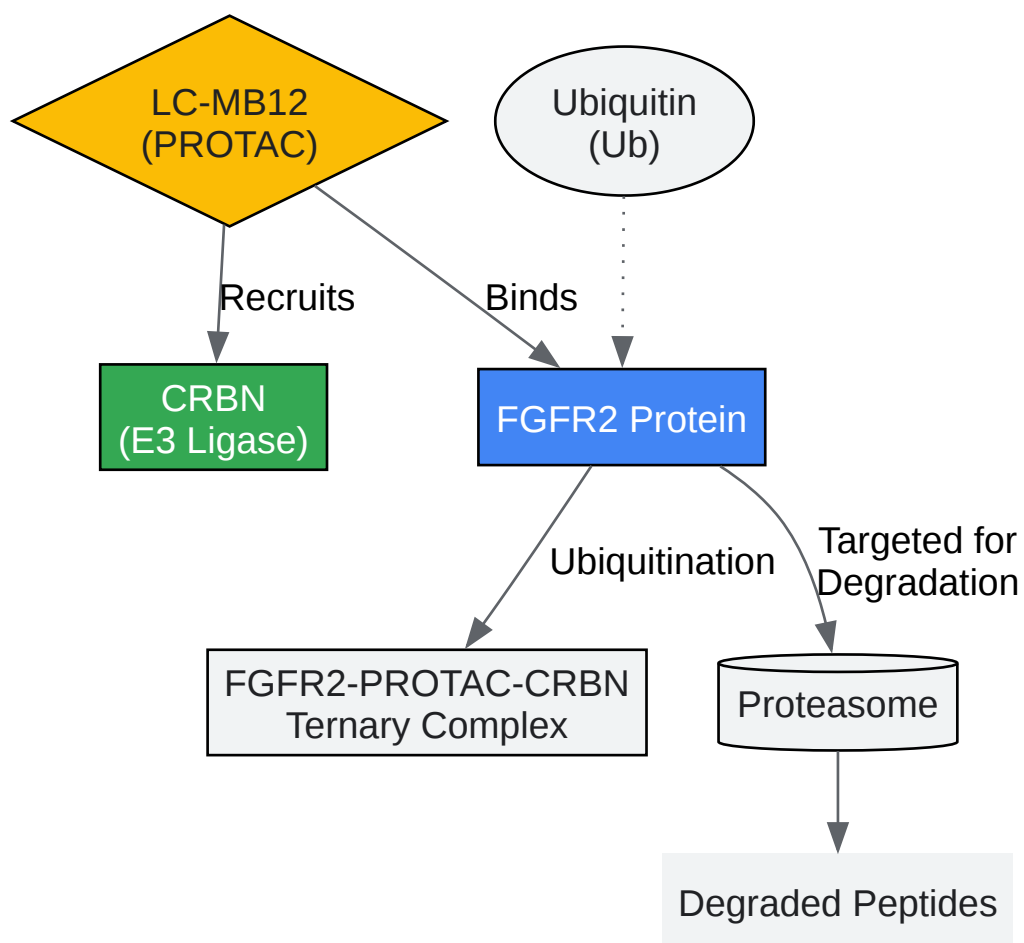 LC-MB12
(PROTAC)
Ubiquitin
(Ub)
Recruits
Binds
CRBN
(E3 Ligase)
FGFR2 Protein
Ubiquitination
Targeted for
Degradation
FGFR2-PROTAC-CRBN
Ternary Complex
Proteasome
Degraded Peptides